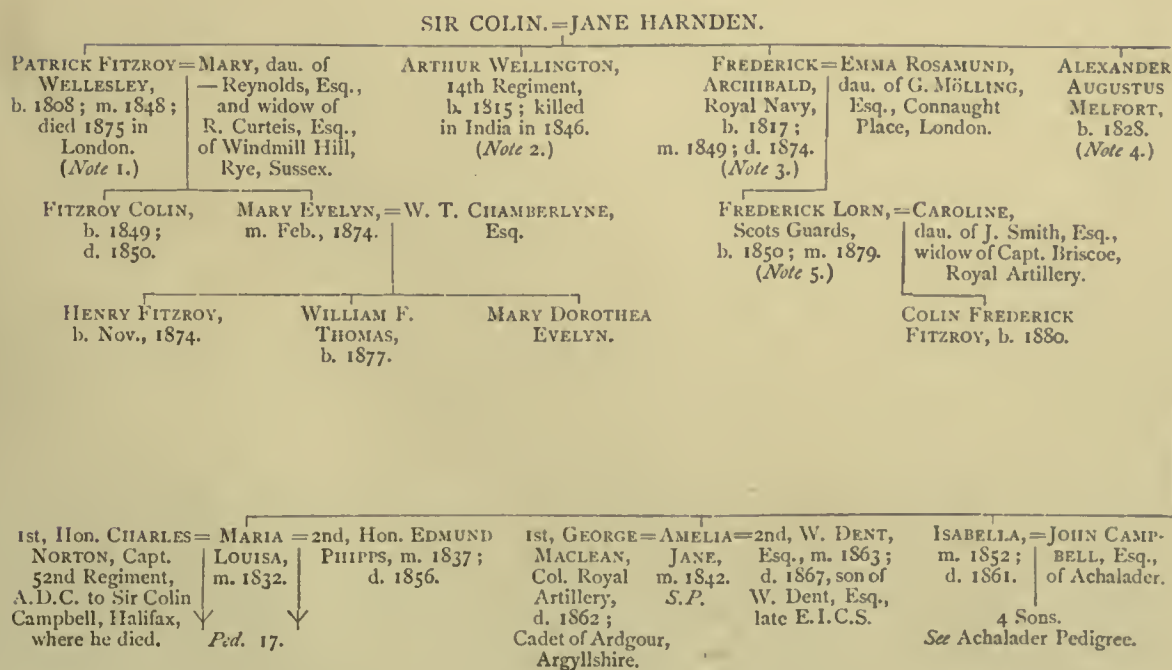 SIR COLIN.=JANE HARNDEN.
PATRICK FITZROY=MARY, dau. of
WELLESLEY, — Reynolds, Esq.,
b. 1808; m. 1848; and widow of
died 1875 in R. Curteis, Esq.,
London. of Windmill Hill,
(Note 1.) Rye, Sussex.
ARTHUR WELLINGTON,
14th Regiment,
b. 1815; killed
in India in 1846.
(Note 2.)
FREDERICK=EMMA ROSAMUND,
ARCHIBALD, dau. of G. MÖLLING,
Royal Navy, Esq., Connaught
b. 1817; Place, London.
m. 1849; d. 1874.
(Note 3.)
ALEXANDER
AUGUSTUS
MELFORT,
b. 1828.
(Note 4.)
FITZROY COLIN,
b. 1849;
d. 1850.
MARY EVELYN,=W. T. CHAMBERLYNE,
m. Feb., 1874. Esq.
FREDERICK LORN,=CAROLINE,
Scots Guards, dau. of J. Smith, Esq.,
b. 1850; m. 1879. widow of Capt. Briscoe,
(Note 5.) Royal Artillery.
HENRY FITZROY,
b. Nov., 1874.
WILLIAM F.
THOMAS,
b. 1877.
MARY DOROTHEA
EVELYN.
COLIN FREDERICK
FITZROY, b. 1880.
1st, Hon. CHARLES=MARIA=2nd, Hon. EDMUND
NORTON, Capt. LOUISA, PHIPPS, m. 1837;
52nd Regiment, m. 1832. d. 1856.
A.D.C. to Sir Colin
Campbell, Halifax,
where he died. Ped. 17.
1st, GEORGE=AMELIA=2nd, W. DENT,
MACLEAN, JANE, Esq., m. 1863;
Col. Royal m. 1842. d. 1867, son of
Artillery, S.P. W. Dent, Esq.,
d. 1862; late E.I.C.S.
Cadet of Ardgour,
Argyllshire.
ISABELLA,=JOHN CAMP-
m. 1852; BELL, Esq.,
d. 1861. of Achalader.
4 Sons.
See Achalader Pedigree.